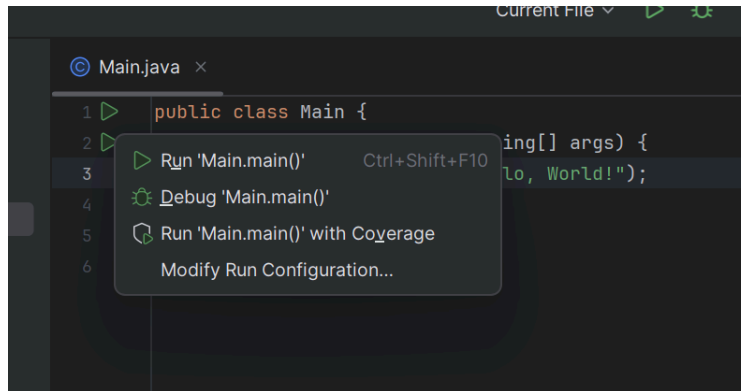 Current File
Main.java
1 public class Main {
2 ing[] args) {
3 lo, World!");
4
5
6
Run 'Main.main()' Ctrl+Shift+F10
Debug 'Main.main()'
Run 'Main.main()' with Coverage
Modify Run Configuration...